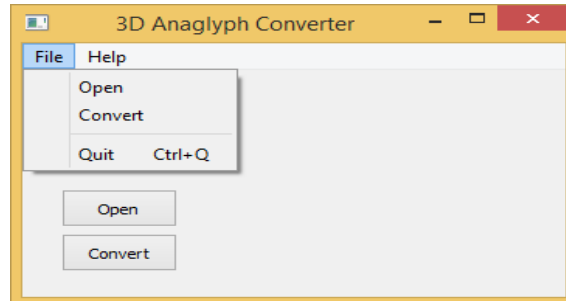 3D Anaglyph Converter
File Help
Open
Convert
Quit Ctrl+Q
Open
Convert